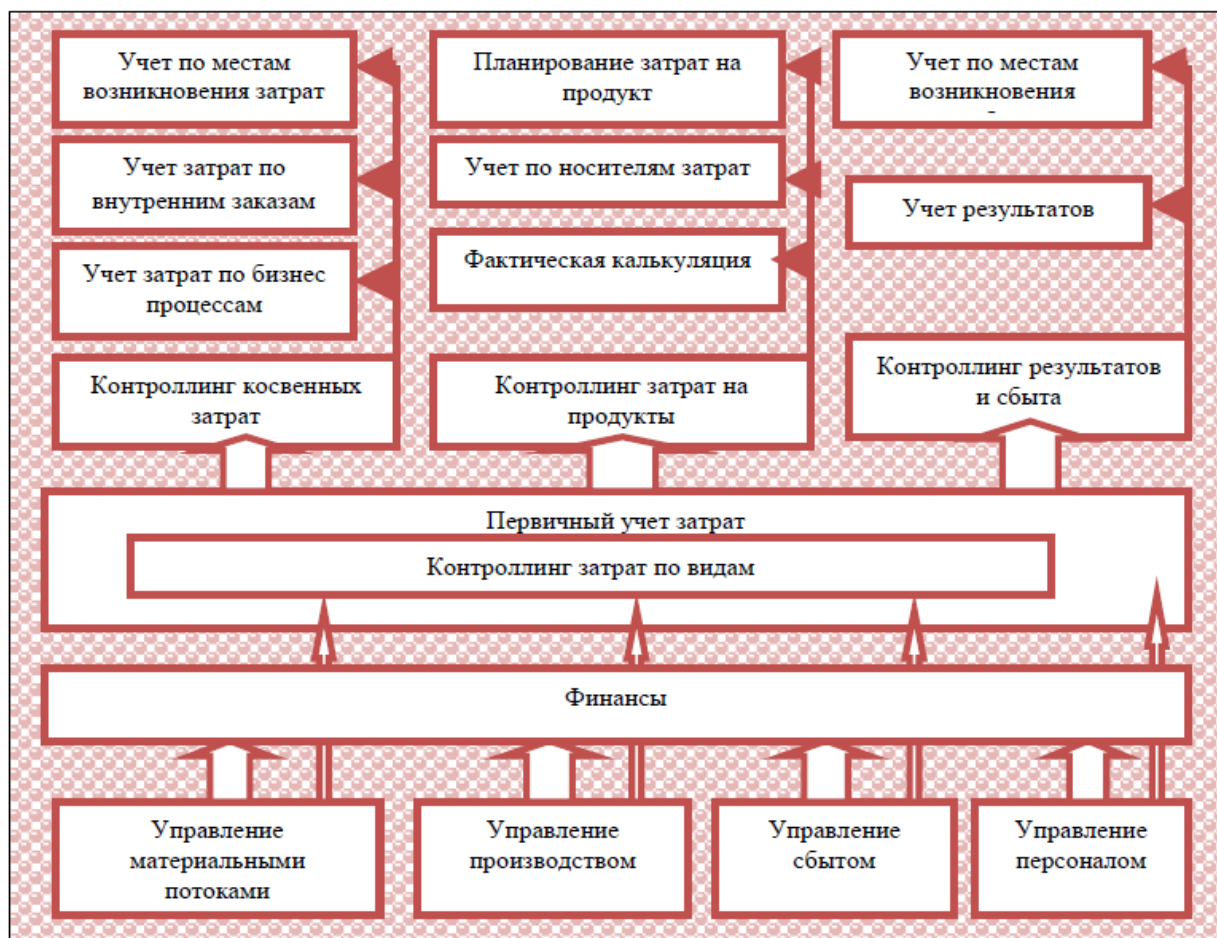 Учет по местам
возникновения затрат
Планирование затрат на
продукт
Учет по местам
возникновения
Учет затрат по
внутренним заказам
Учет по носителям затрат
Учет результатов
Учет затрат по бизнес
процессам
Фактическая калькуляция
Контроллинг косвенных
затрат
Контроллинг затрат на
продукты
Контроллинг результатов
и сбыта
Первичный учет затрат
Контроллинг затрат по видам
Финансы
Управление
материальными
потоками
Управление
производством
Управление
сбытом
Управление
персоналом